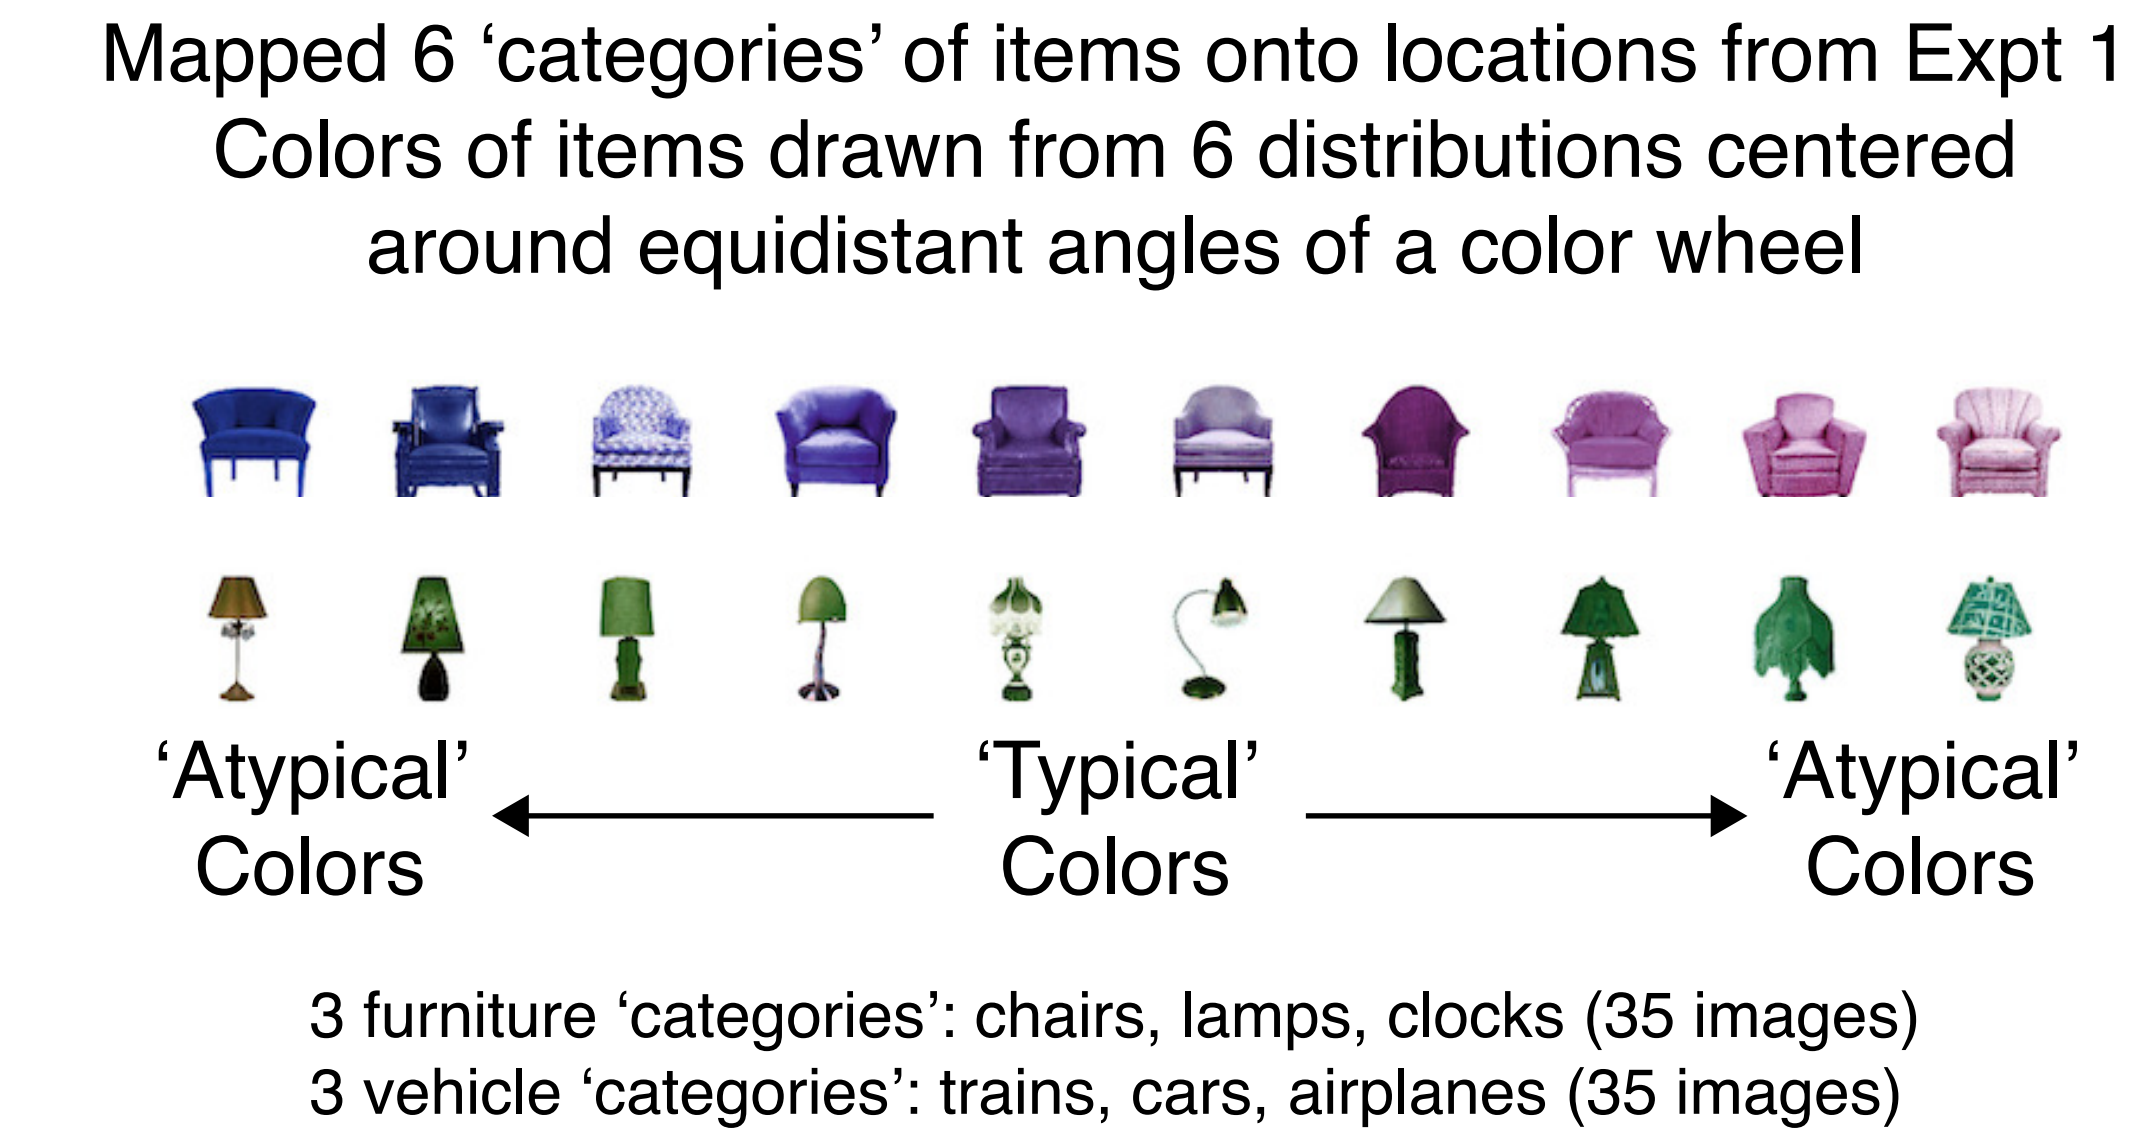 Mapped 6 ‘categories’ of items onto locations from Expt 1
Colors of items drawn from 6 distributions centered
around equidistant angles of a color wheel
‘Atypical’ Colors
‘Typical’ Colors
‘Atypical’ Colors
3 furniture ‘categories’: chairs, lamps, clocks (35 images)
3 vehicle ‘categories’: trains, cars, airplanes (35 images)